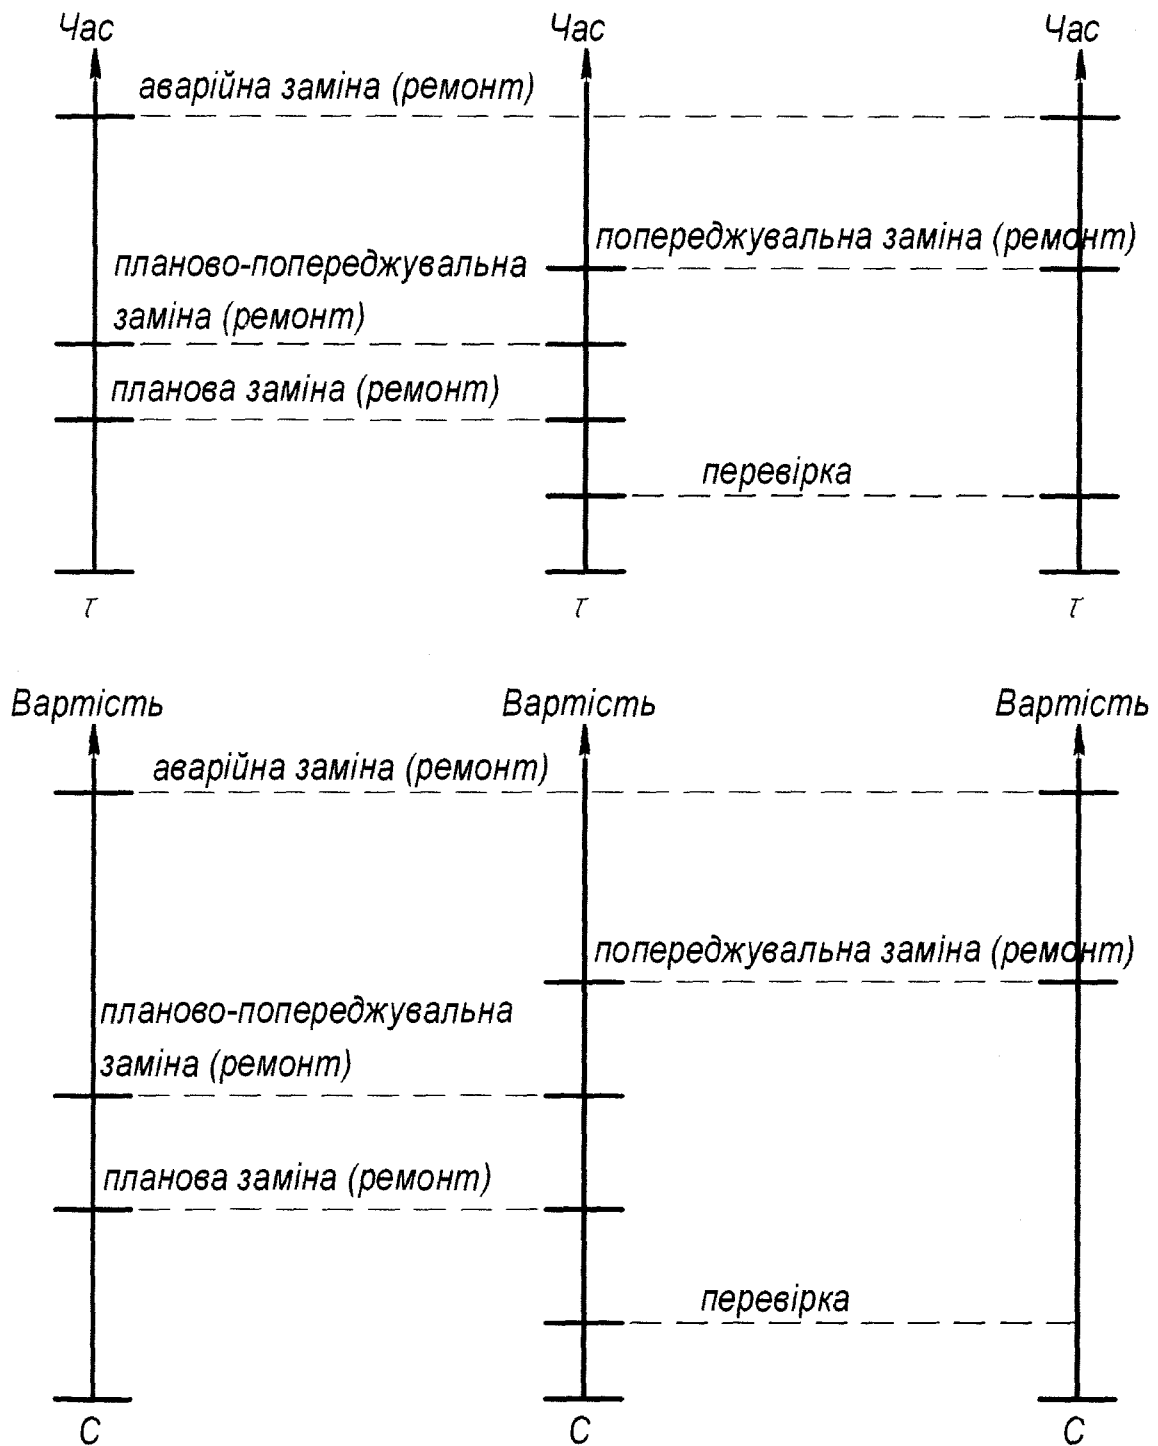 Час Час Час
аварійна заміна (ремонт)
попереджувальна заміна (ремонт)
планово-попереджувальна
заміна (ремонт)
планова заміна (ремонт)
перевірка
τ τ τ
Вартість Вартість Вартість
аварійна заміна (ремонт)
попереджувальна заміна (ремонт)
планово-попереджувальна
заміна (ремонт)
планова заміна (ремонт)
перевірка
С С С